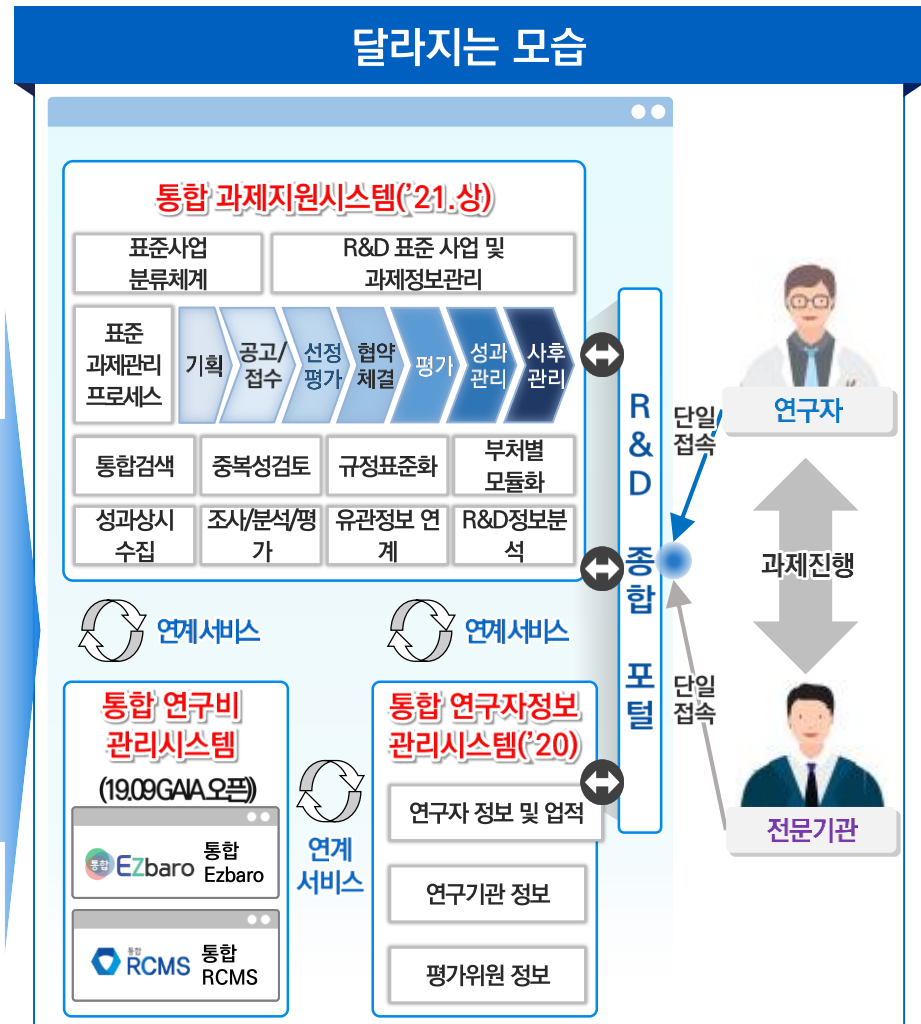 달라지는 모습
통합 과제지원시스템('21.상)
표준사업
분류체계
R&D 표준 사업 및
과제정보관리
표준
과제관리
프로세스
기획
공고/
접수
선정
평가
협약
체결
평가
성과
관리
사후
관리
통합검색
중복성검토
규정표준화
부처별
모듈화
성과상시
수집
조사/분석/평
가
유관정보 연
계
R&D정보분
석
연계서비스
연계서비스
통합 연구비
관리시스템
(19.09 GAIA 오픈))
통합 EZbaro
통합
Ezbaro
통합
RCMS
통합
RCMS
연계
서비스
통합 연구자정보
관리시스템('20)
연구자 정보 및 업적
연구기관 정보
평가위원 정보
R
&
D
종
합
포
털
단일
접속
연구자
과제진행
단일
접속
전문기관